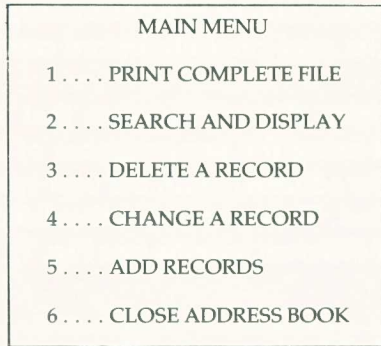 MAIN MENU
1 . . . . PRINT COMPLETE FILE
2 . . . . SEARCH AND DISPLAY
3 . . . . DELETE A RECORD
4 . . . . CHANGE A RECORD
5 . . . . ADD RECORDS
6 . . . . CLOSE ADDRESS BOOK